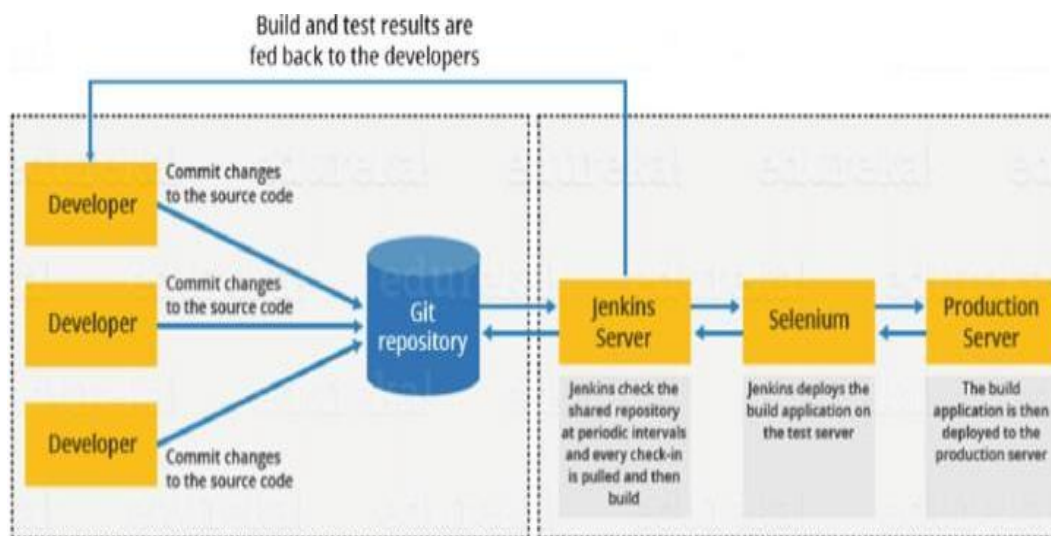 Build and test results are
fed back to the developers
Developer
Commit changes
to the source code
Developer
Commit changes
to the source code
Developer
Commit changes
to the source code
Git
repository
Jenkins
Server
Jenkins check the
shared repository
at periodic intervals
and every check-in
is pulled and then
build
Selenium
Jenkins deploys the
build application on
the test server
Production
Server
The build
application is then
deployed to the
production server